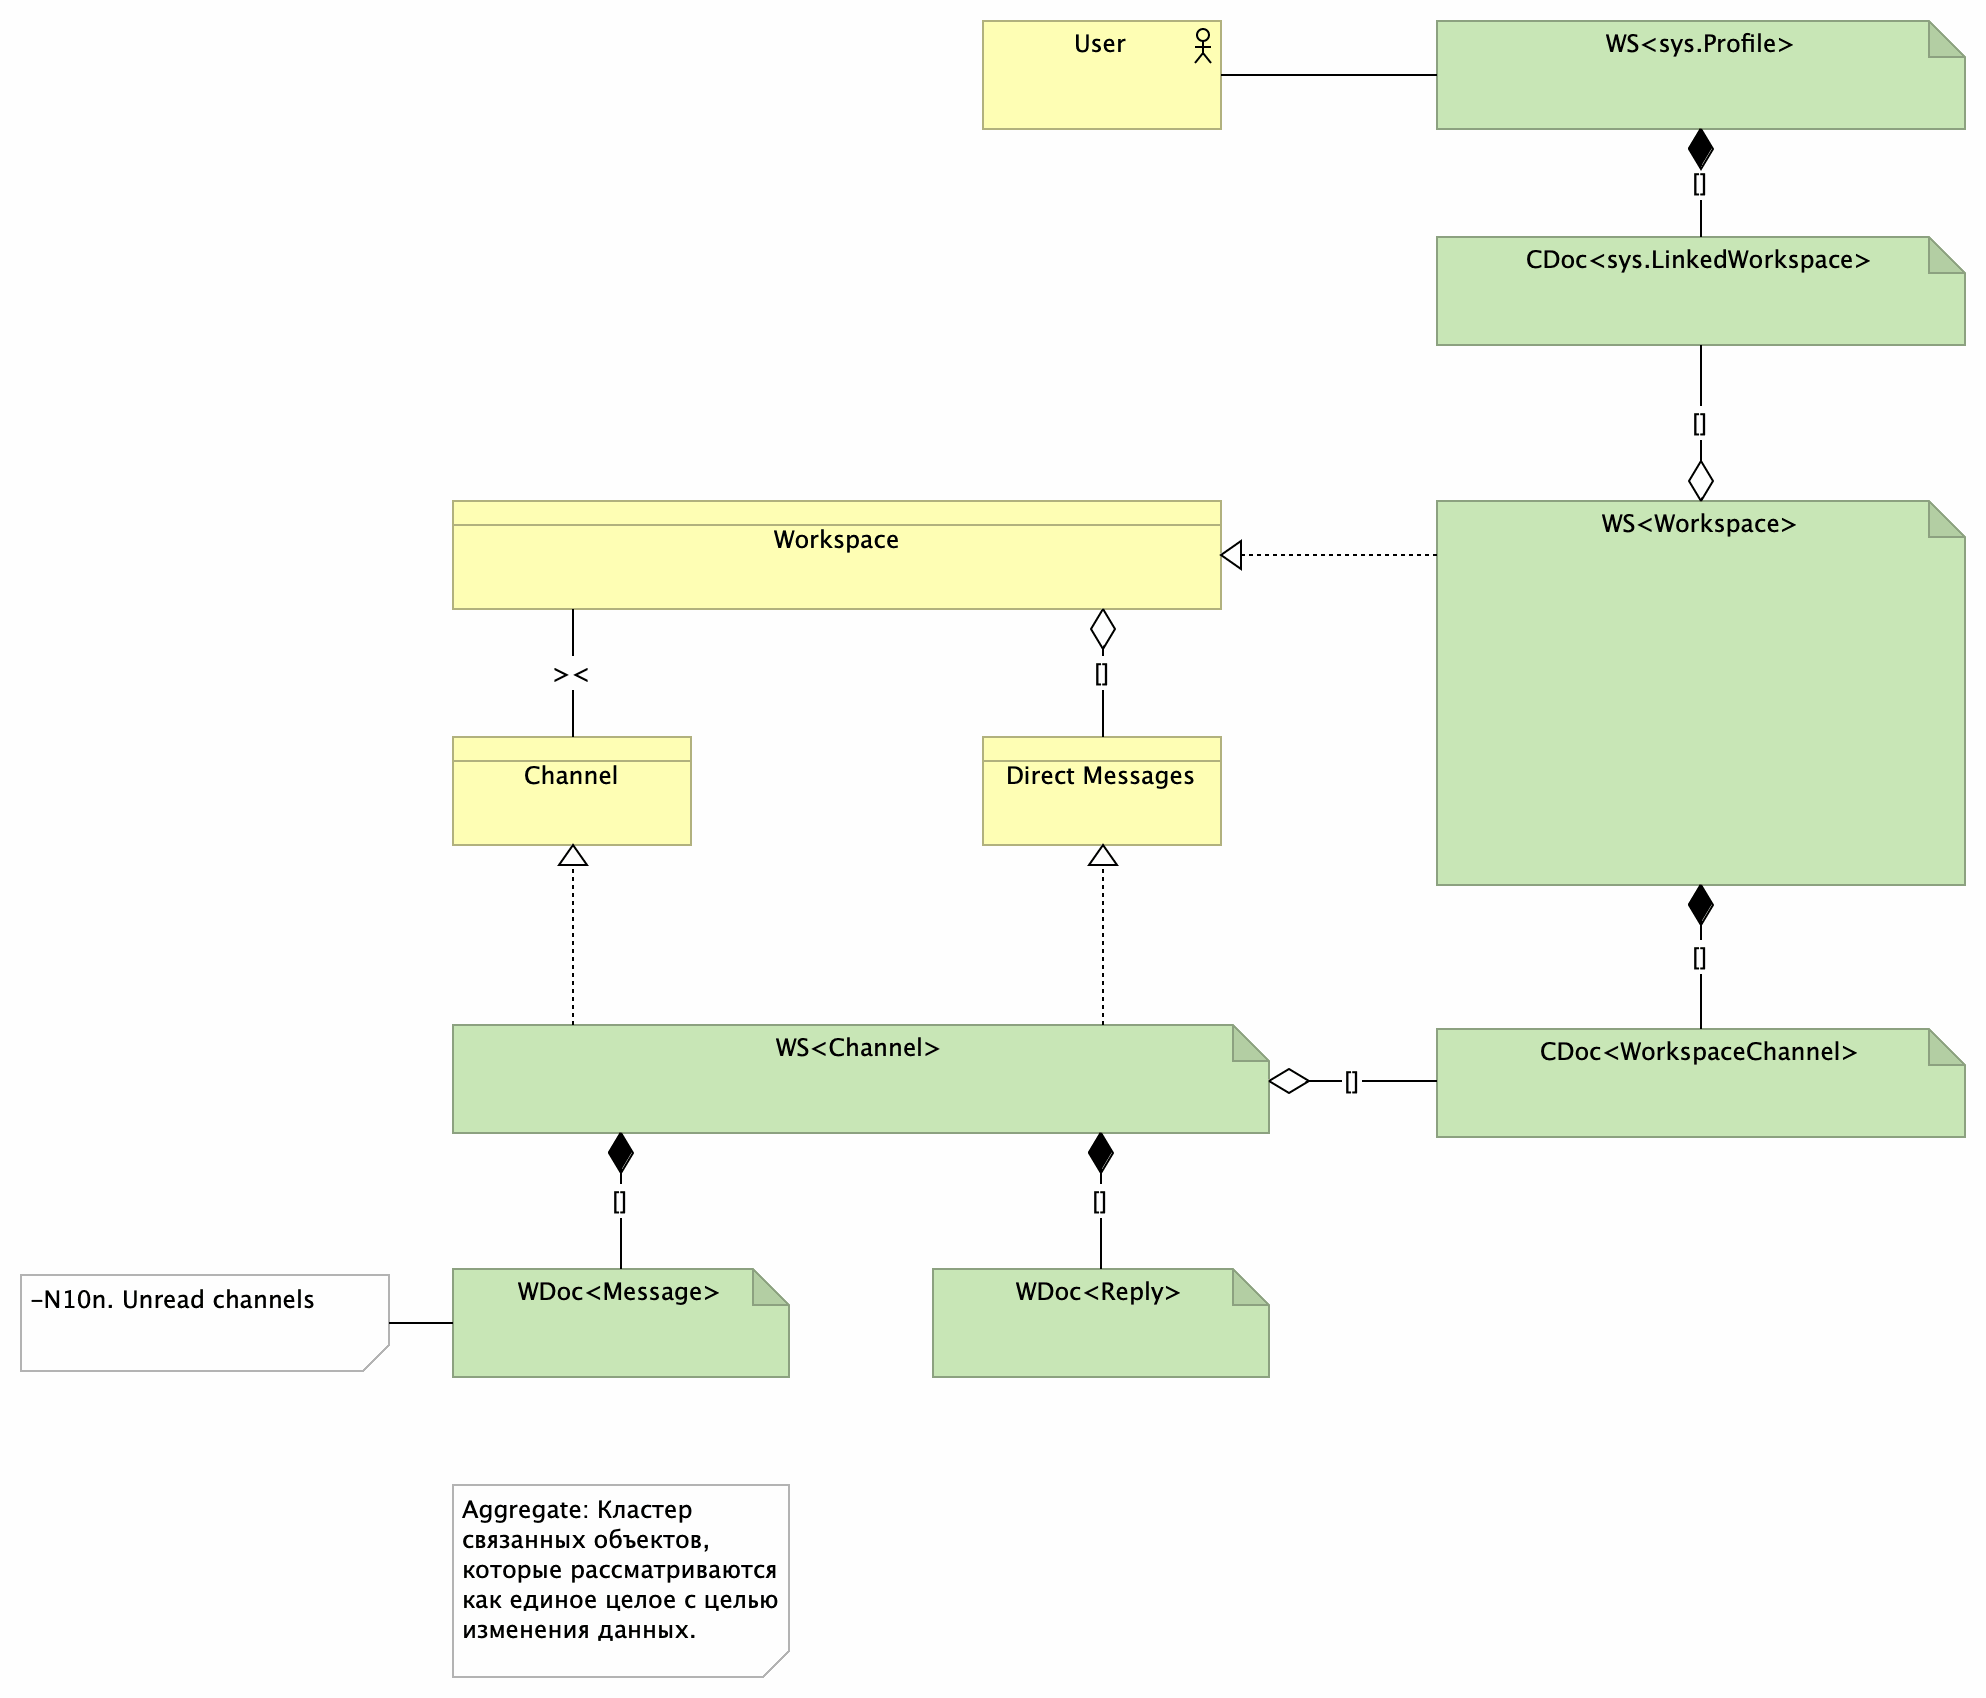 User
WS<sys.Profile>
[]
CDoc<sys.LinkedWorkspace>
[]
Workspace
WS<Workspace>
><
[]
Channel
Direct Messages
[]
WS<Channel>
[]
CDoc<WorkspaceChannel>
[]
[]
-N10n. Unread channels
WDoc<Message>
WDoc<Reply>
Aggregate: Кластер
связанных объектов,
которые рассматриваются
как единое целое с целью
изменения данных.